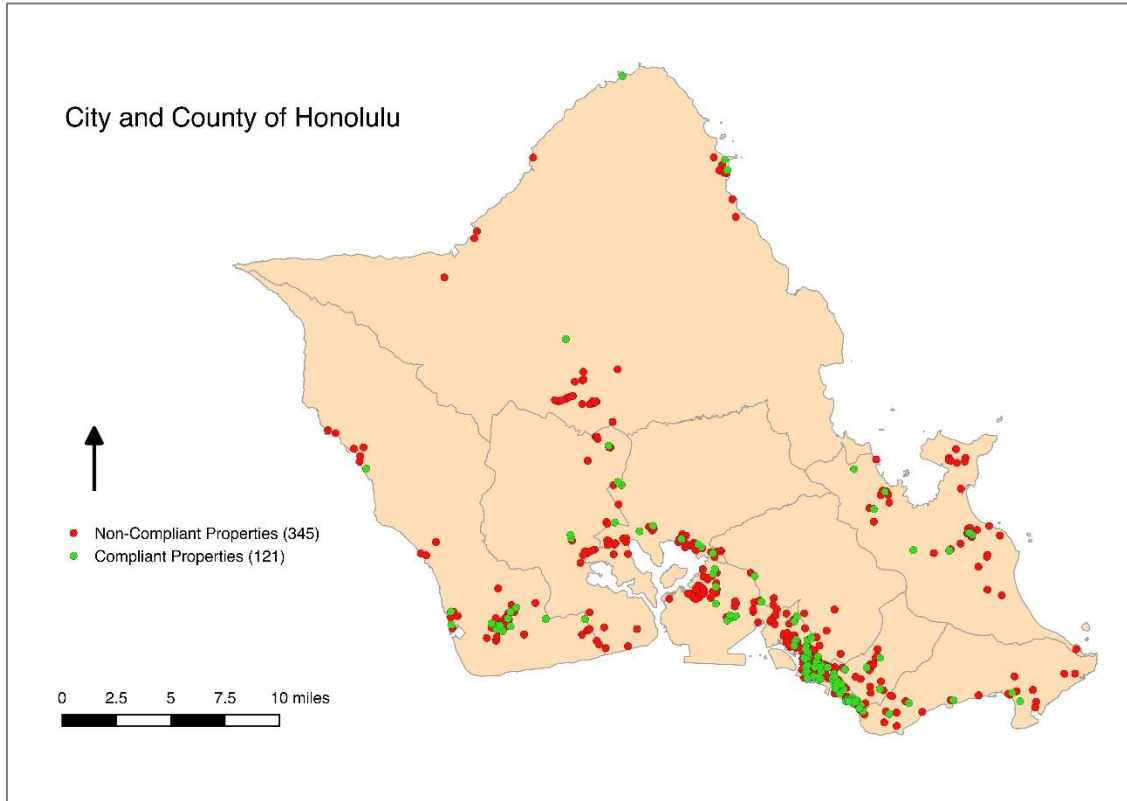 City and County of Honolulu
Non-Compliant Properties (345)
Compliant Properties (121)
0 2.5 5 7.5 10 miles